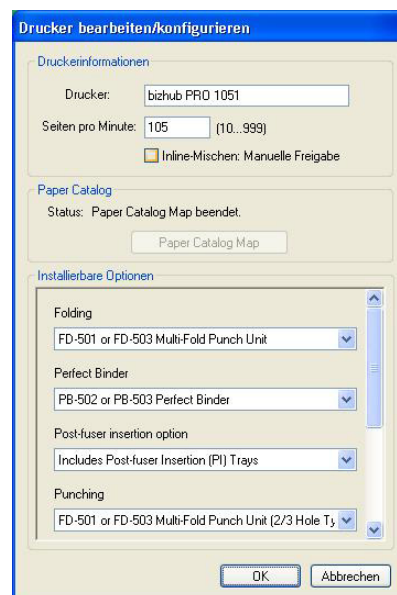 Drucker bearbeiten/konfigurieren
Druckerinformationen
Drucker: bizhub PRO 1051
Seiten pro Minute: 105 (10...999)
Inline-Mischen: Manuelle Freigabe
Paper Catalog
Status: Paper Catalog Map beendet.
Paper Catalog Map
Installierbare Optionen
Folding
FD-501 or FD-503 Multi-Fold Punch Unit
Perfect Binder
PB-502 or PB-503 Perfect Binder
Post-fuser insertion option
Includes Post-fuser Insertion (PI) Trays
Punching
FD-501 or FD-503 Multi-Fold Punch Unit (2/3 Hole Ty
OK Abbrechen